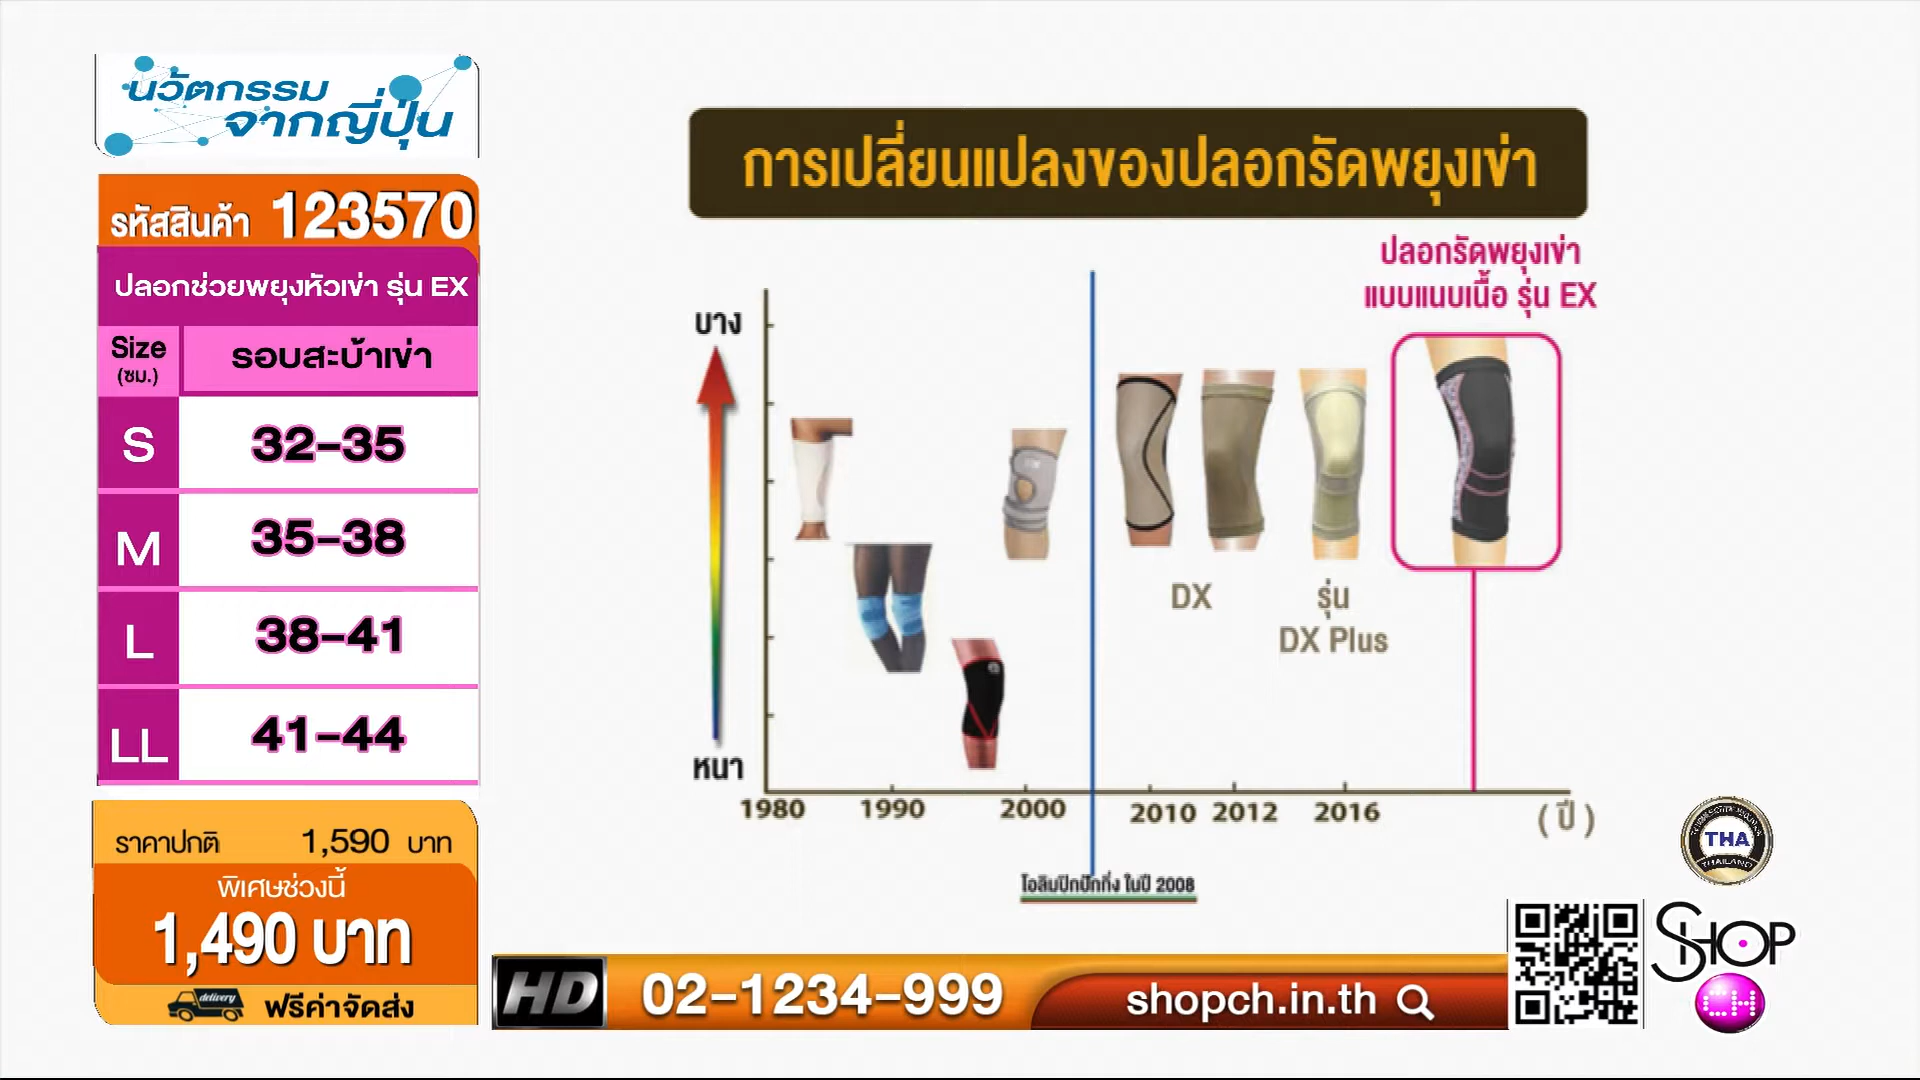 นวัตกรรม
จากญี่ปุ่น
รหัสสินค้า 123570
ปลอกช่วยพยุงหัวเข่า รุ่น EX
Size (ซม.) รอบสะบ้าเข่า
S 32-35
M 35-38
L 38-41
LL 41-44
ราคาปกติ 1,590 บาท
พิเศษช่วงนี้
1,490 บาท
delivery ฟรีค่าจัดส่ง
การเปลี่ยนแปลงของปลอกรัดพยุงเข่า
ปลอกรัดพยุงเข่า
แบบแนบเนื้อ รุ่น EX
บาง
หนา
DX
รุ่น
DX Plus
1980 1990 2000 2010 2012 2016 ( ปี )
โอลิมปิกปักกิ่ง ในปี 2008
HD 02-1234-999 shopch.in.th
THA
THAILAND
SHOP
CH